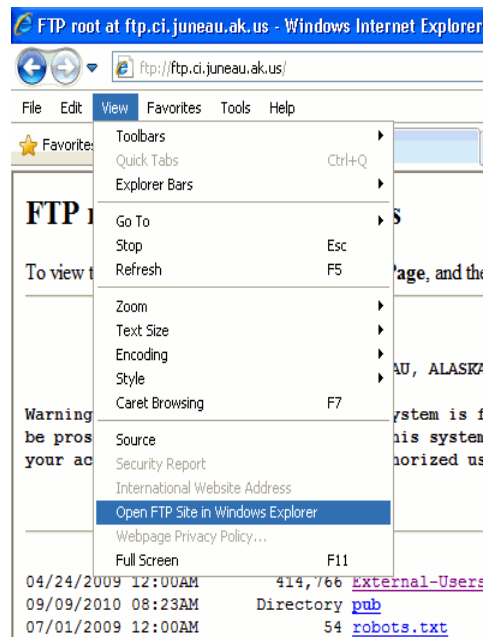 FTP root at ftp.ci.juneau.ak.us - Windows Internet Explorer
ftp://ftp.ci.juneau.ak.us/
File Edit View Favorites Tools Help
Favorites
Toolbars
Quick Tabs Ctrl+Q
Explorer Bars
Go To
Stop Esc
Refresh F5
Zoom
Text Size
Encoding
Style
Caret Browsing F7
Source
Security Report
International Website Address
Open FTP Site in Windows Explorer
Webpage Privacy Policy...
Full Screen F11
FTP r s
To view t Page, and the
AU, ALASKA
Warning ystem is f
be pros his system
your ac horized us
04/24/2009 12:00AM 414,766 External-Users
09/09/2010 08:23AM Directory pub
07/01/2009 12:00AM 54 robots.txt